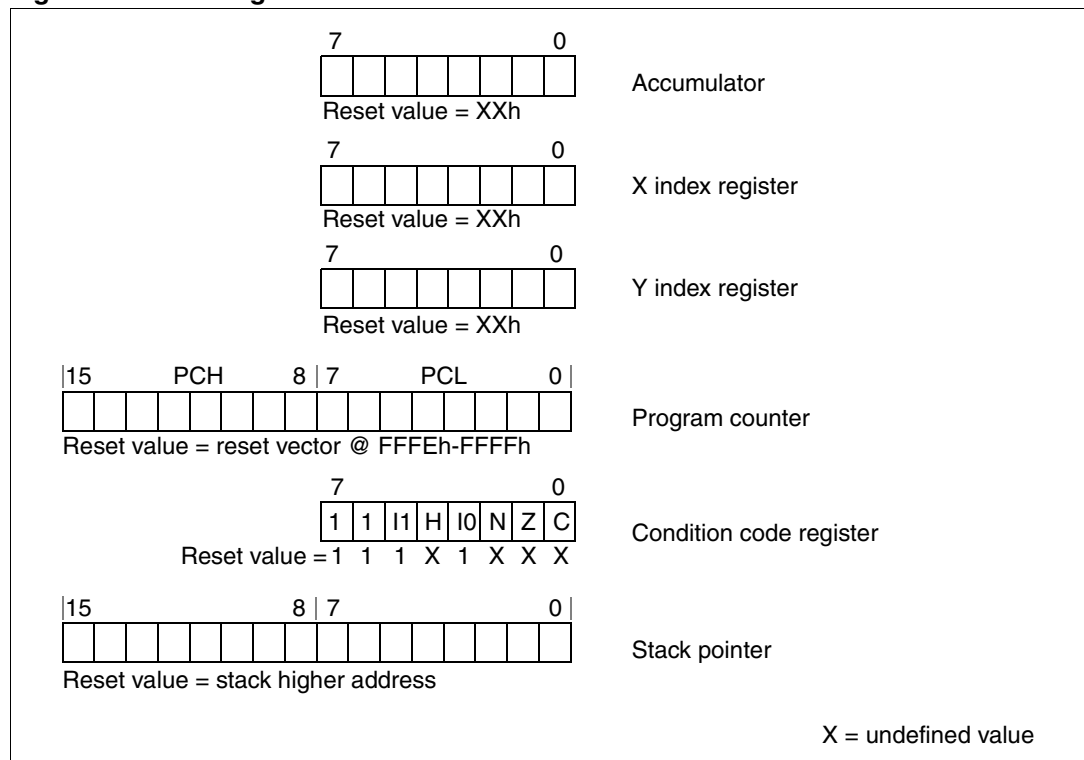 7 0
Accumulator
Reset value = XXh
7 0
X index register
Reset value = XXh
7 0
Y index register
Reset value = XXh
|15 PCH 8 | 7 PCL 0 |
Program counter
Reset value = reset vector @ FFFEh-FFFFh
7 0
1 1 I1 H I0 N Z C
Condition code register
Reset value = 1 1 1 X 1 X X X
|15 8 | 7 0 |
Stack pointer
Reset value = stack higher address
X = undefined value